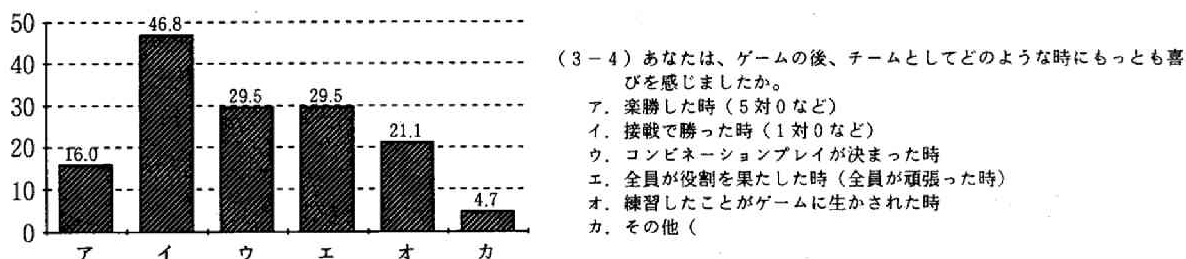 50
40
30
20
10
0
16.0
46.8
29.5
29.5
21.1
4.7
ア イ ウ エ オ カ
(3-4)あなたは、ゲームの後、チームとしてどのような時にもっとも喜
びを感じましたか。
ア.楽勝した時(5対0など)
イ.接戦で勝った時(1対0など)
ウ.コンビネーションプレイが決まった時
エ.全員が役割を果たした時(全員が頑張った時)
オ.練習したことがゲームに生かされた時
カ.その他(